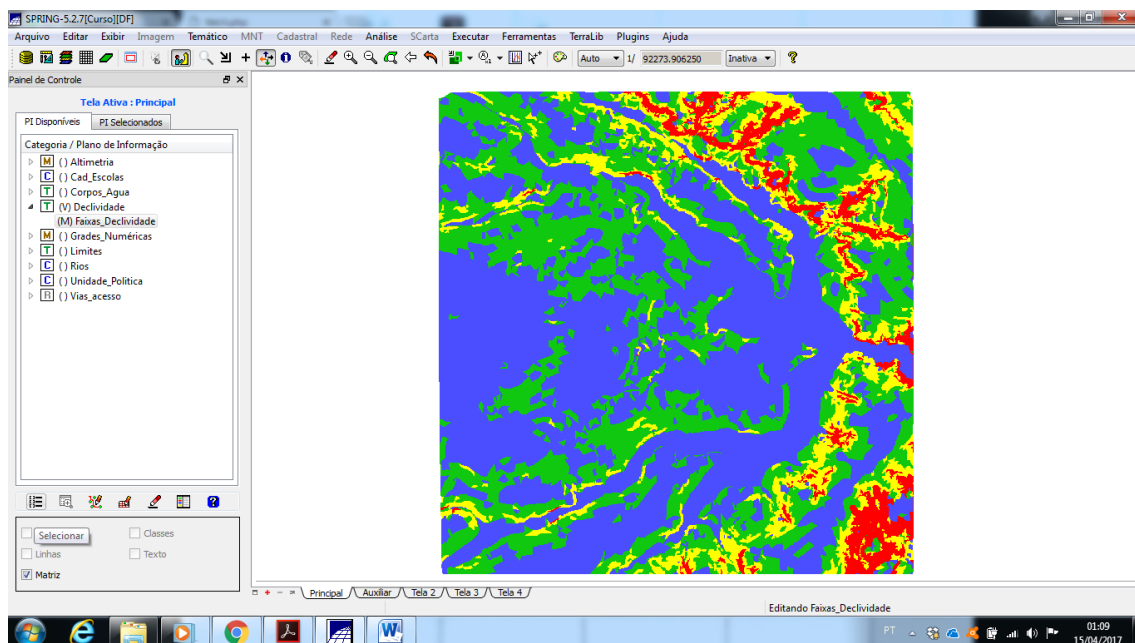 SPRING-5.2.7[Curso][DF]
Arquivo Editar Exibir Imagem Temático MNT Cadastral Rede Análise SCarta Executar Ferramentas TerraLib Plugins Ajuda
Auto 1/ 92273.906250 Inativa
Painel de Controle
Tela Ativa : Principal
PI Disponíveis PI Selecionados
Categoria / Plano de Informação
M ( ) Altimetria
C ( ) Cad_Escolas
T ( ) Corpos_Agua
T (V) Declividade
(M) Faixas_Declividade
M ( ) Grades_Numéricas
T ( ) Limites
C ( ) Rios
C ( ) Unidade_Politica
R ( ) Vias_acesso
Selecionar Classes
Linhas Texto
Matriz
Principal Auxiliar Tela 2 Tela 3 Tela 4
Editando Faixas_Declividade
PT 01:09
15/04/2017